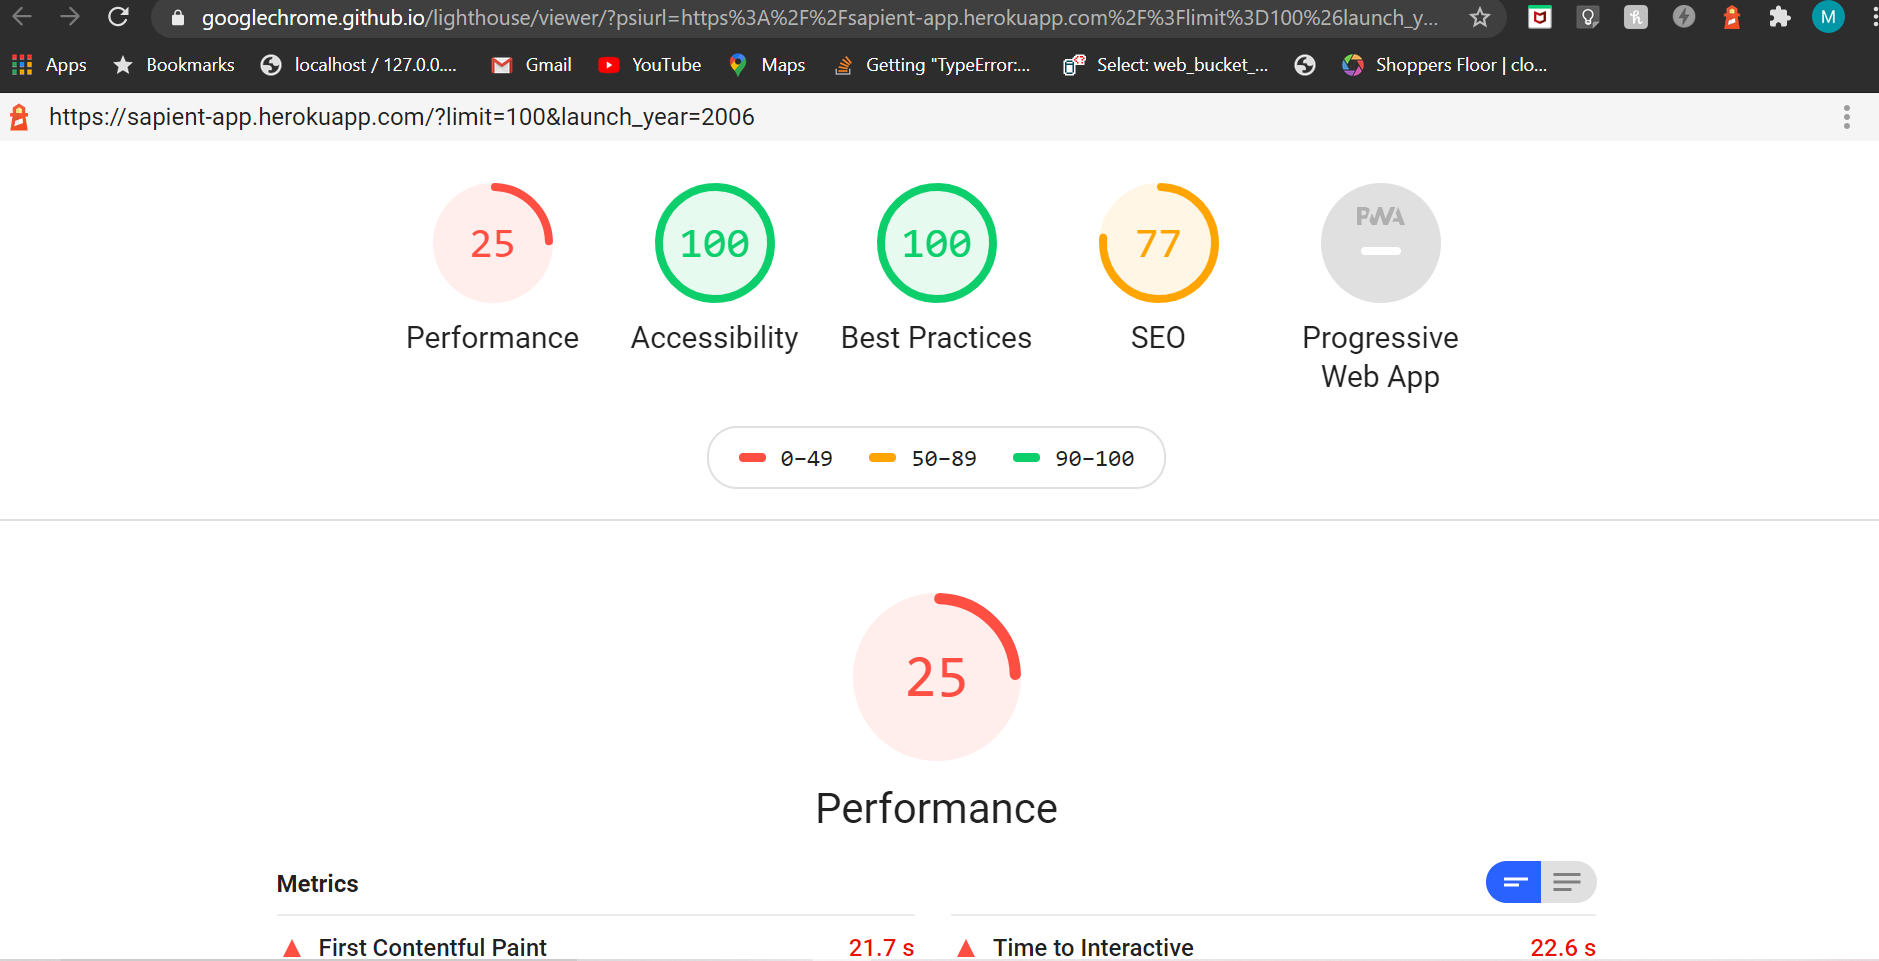 googlechrome.github.io/lighthouse/viewer/?psiurl=https%3A%2F%2Fsapient-app.herokuapp.com%2F%3Flimit%3D100%26launch_y... M
Apps Bookmarks localhost / 127.0.0.... Gmail YouTube Maps Getting "TypeError:... Select: web_bucket_... Shoppers Floor | clo...
https://sapient-app.herokuapp.com/?limit=100&launch_year=2006
25 100 100 77 PWA
Performance Accessibility Best Practices SEO Progressive
Web App
0–49 50–89 90–100
25
Performance
Metrics
First Contentful Paint 21.7 s Time to Interactive 22.6 s